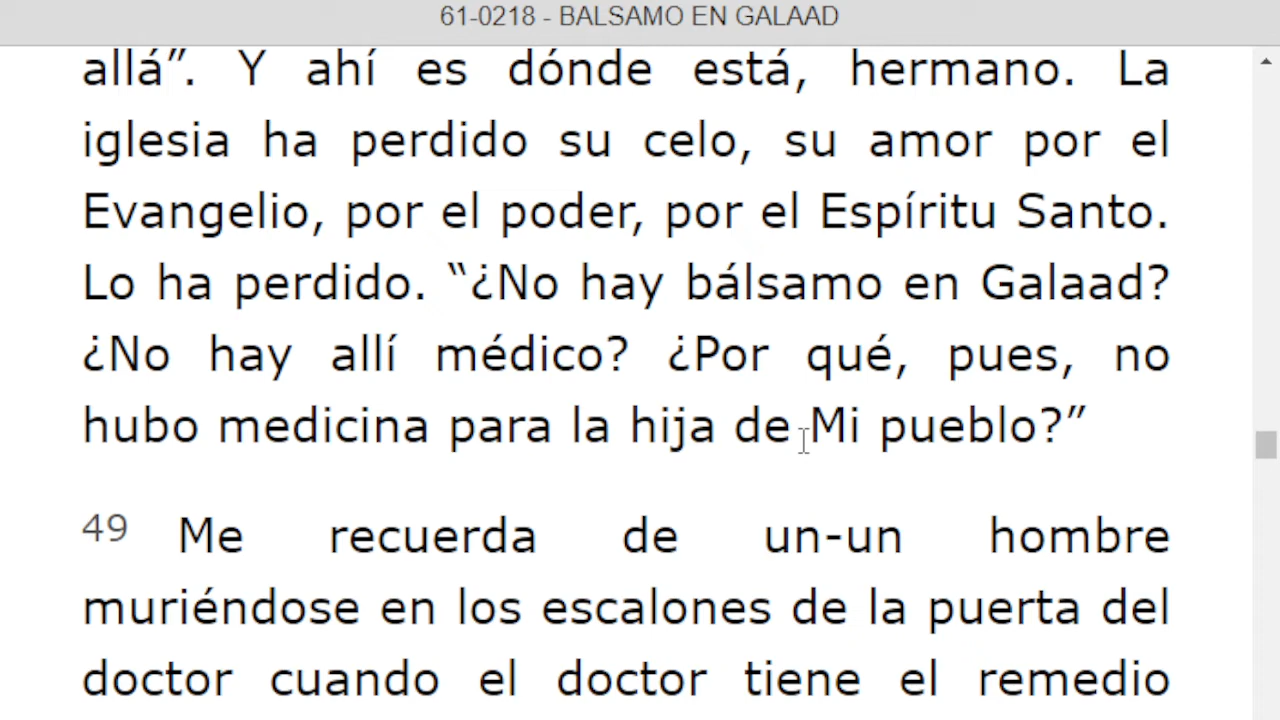 61-0218 - BALSAMO EN GALAAD
allá”. Y ahí es dónde está, hermano. La
iglesia ha perdido su celo, su amor por el
Evangelio, por el poder, por el Espíritu Santo.
Lo ha perdido. “¿No hay bálsamo en Galaad?
¿No hay allí médico? ¿Por qué, pues, no
hubo medicina para la hija de Mi pueblo?”
49 Me recuerda de un-un hombre
muriéndose en los escalones de la puerta del
doctor cuando el doctor tiene el remedio